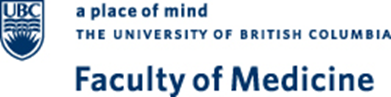 UBC
a place of mind
THE UNIVERSITY OF BRITISH COLUMBIA
Faculty of Medicine